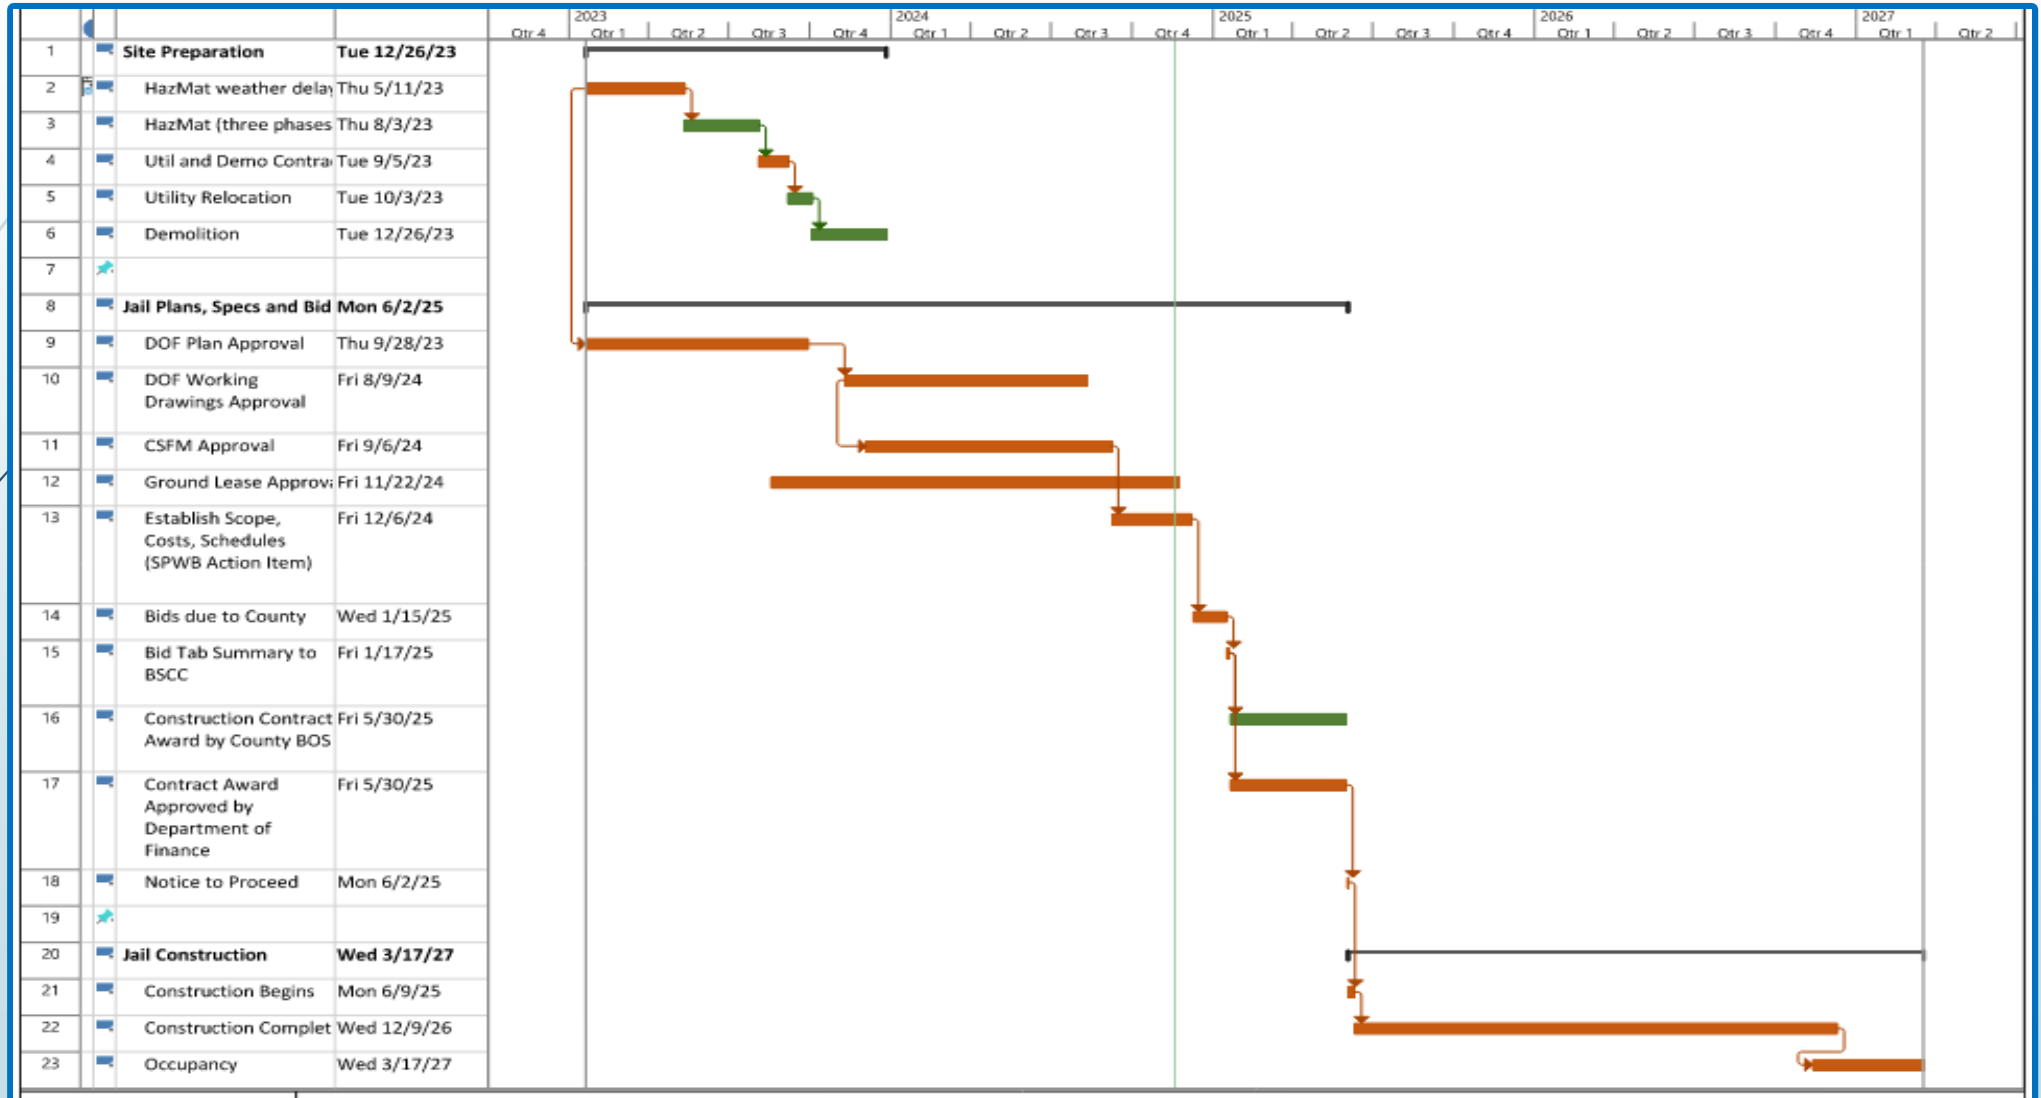 2023 2024 2025 2026 2027
Qtr 4 Qtr 1 Qtr 2 Qtr 3 Qtr 4 Qtr 1 Qtr 2 Qtr 3 Qtr 4 Qtr 1 Qtr 2 Qtr 3 Qtr 4 Qtr 1 Qtr 2 Qtr 3 Qtr 4 Qtr 1 Qtr 2
1 Site Preparation Tue 12/26/23
2 HazMat weather delay Thu 5/11/23
3 HazMat (three phases Thu 8/3/23
4 Util and Demo Contra Tue 9/5/23
5 Utility Relocation Tue 10/3/23
6 Demolition Tue 12/26/23
7
8 Jail Plans, Specs and Bid Mon 6/2/25
9 DOF Plan Approval Thu 9/28/23
10 DOF Working Fri 8/9/24
Drawings Approval
11 CSFM Approval Fri 9/6/24
12 Ground Lease Approva Fri 11/22/24
13 Establish Scope, Fri 12/6/24
Costs, Schedules
(SPWB Action Item)
14 Bids due to County Wed 1/15/25
15 Bid Tab Summary to Fri 1/17/25
BSCC
16 Construction Contract Fri 5/30/25
Award by County BOS
17 Contract Award Fri 5/30/25
Approved by
Department of
Finance
18 Notice to Proceed Mon 6/2/25
19
20 Jail Construction Wed 3/17/27
21 Construction Begins Mon 6/9/25
22 Construction Complet Wed 12/9/26
23 Occupancy Wed 3/17/27